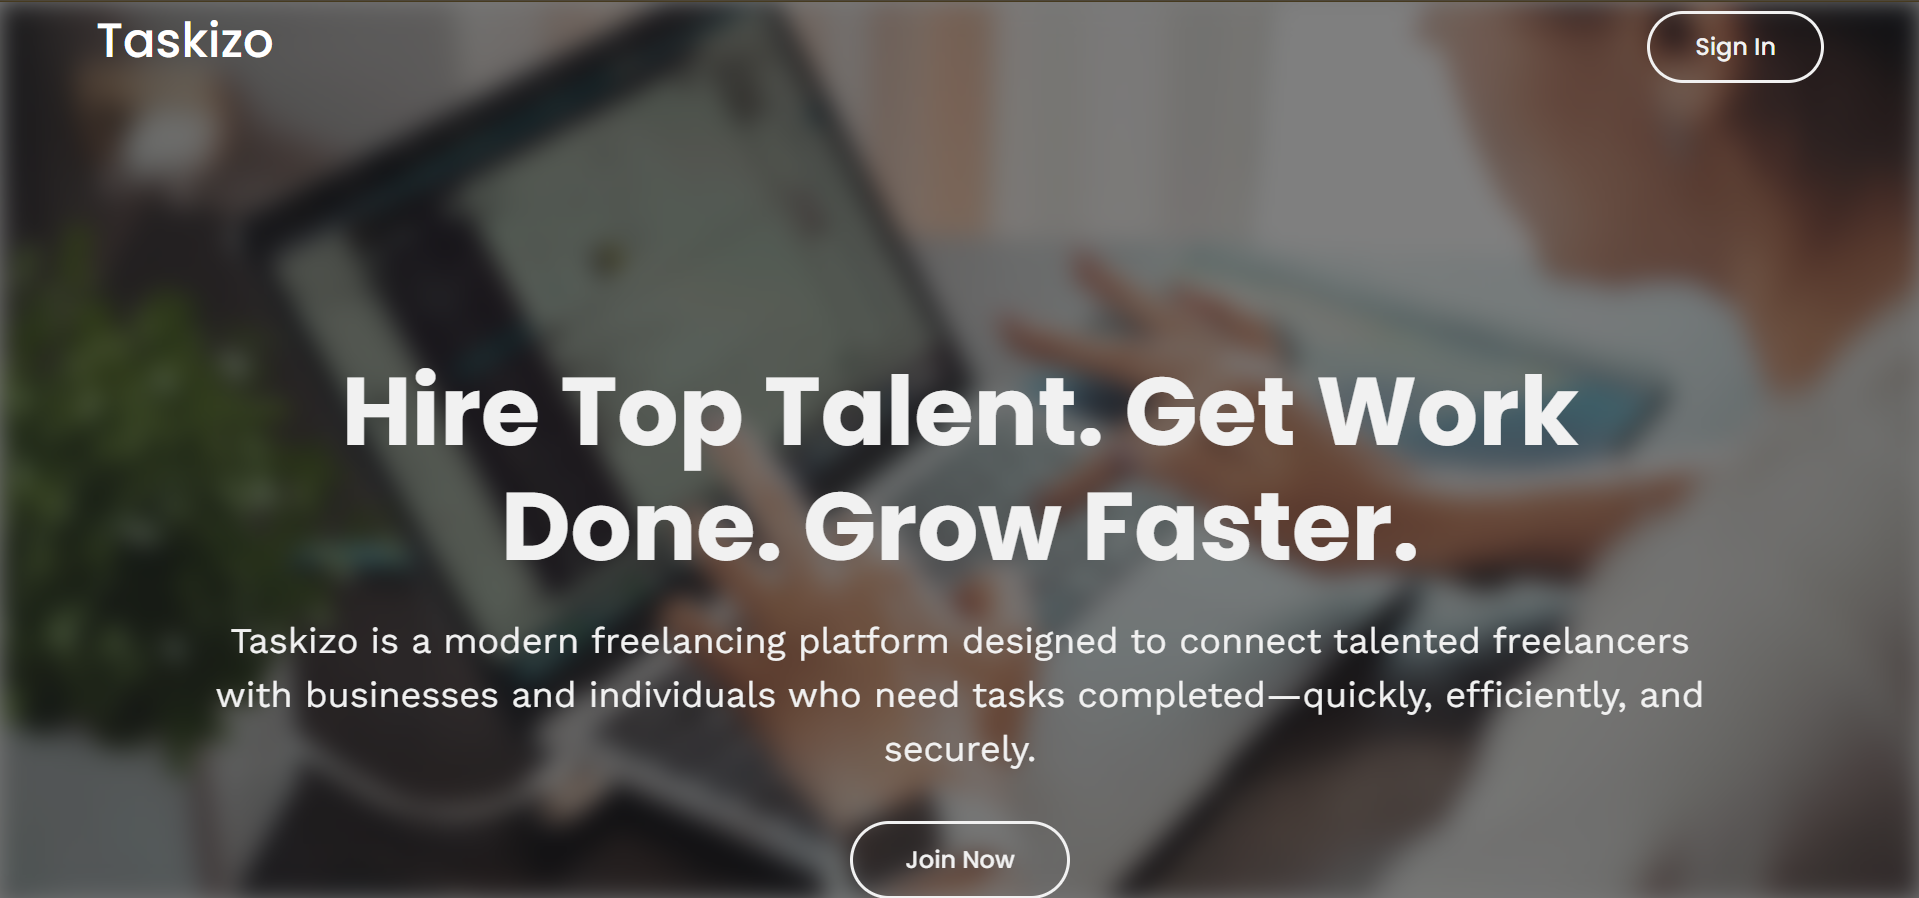 Taskizo
Sign In
Hire Top Talent. Get Work
Done. Grow Faster.
Taskizo is a modern freelancing platform designed to connect talented freelancers
with businesses and individuals who need tasks completed—quickly, efficiently, and
securely.
Join Now